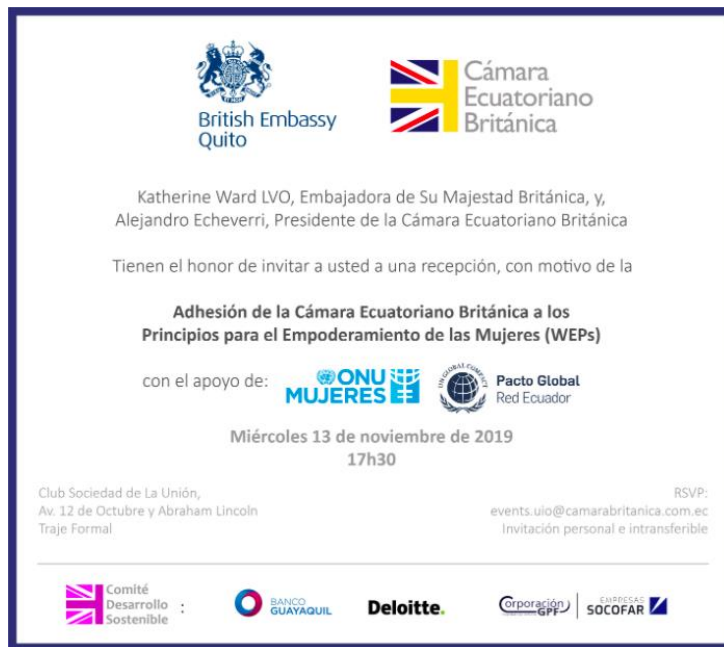 British Embassy
Quito
Cámara
Ecuatoriano
Británica
Katherine Ward LVO, Embajadora de Su Majestad Británica, y,
Alejandro Echeverri, Presidente de la Cámara Ecuatoriano Británica
Tienen el honor de invitar a usted a una recepción, con motivo de la
Adhesión de la Cámara Ecuatoriano Británica a los
Principios para el Empoderamiento de las Mujeres (WEPs)
con el apoyo de:
ONU
MUJERES
UN GLOBAL COMPACT
Pacto Global
Red Ecuador
Miércoles 13 de noviembre de 2019
17h30
Club Sociedad de La Unión,
Av. 12 de Octubre y Abraham Lincoln
Traje Formal
RSVP:
events.uio@camarabritanica.com.ec
Invitación personal e intransferible
Comité
Desarrollo
Sostenible :
BANCO
GUAYAQUIL
Deloitte.
Corporación
GPF
EMPRESAS
SOCOFAR